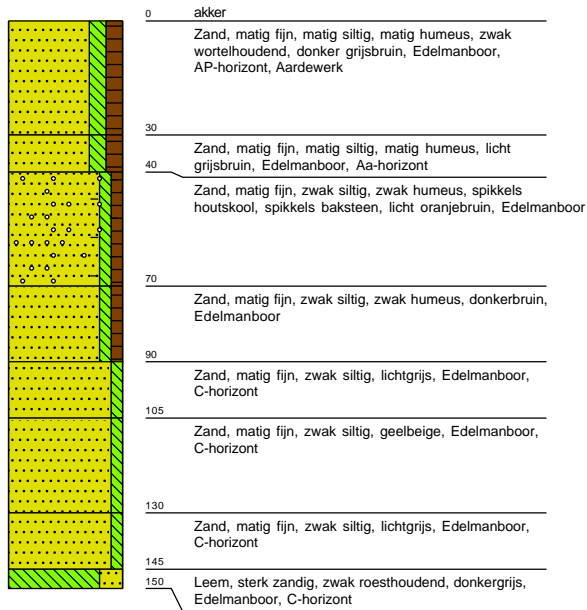 0 akker
Zand, matig fijn, matig siltig, matig humeus, zwak
wortelhoudend, donker grijsbruin, Edelmanboor,
AP-horizont, Aardewerk
30
Zand, matig fijn, matig siltig, matig humeus, licht
grijsbruin, Edelmanboor, Aa-horizont
40
Zand, matig fijn, zwak siltig, zwak humeus, spikkels
houtskool, spikkels baksteen, licht oranjebruin, Edelmanboor
70
Zand, matig fijn, zwak siltig, zwak humeus, donkerbruin,
Edelmanboor
90
Zand, matig fijn, zwak siltig, lichtgrijs, Edelmanboor,
C-horizont
105
Zand, matig fijn, zwak siltig, geelbeige, Edelmanboor,
C-horizont
130
Zand, matig fijn, zwak siltig, lichtgrijs, Edelmanboor,
C-horizont
145
Leem, sterk zandig, zwak roesthoudend, donkergrijs,
150
Edelmanboor, C-horizont